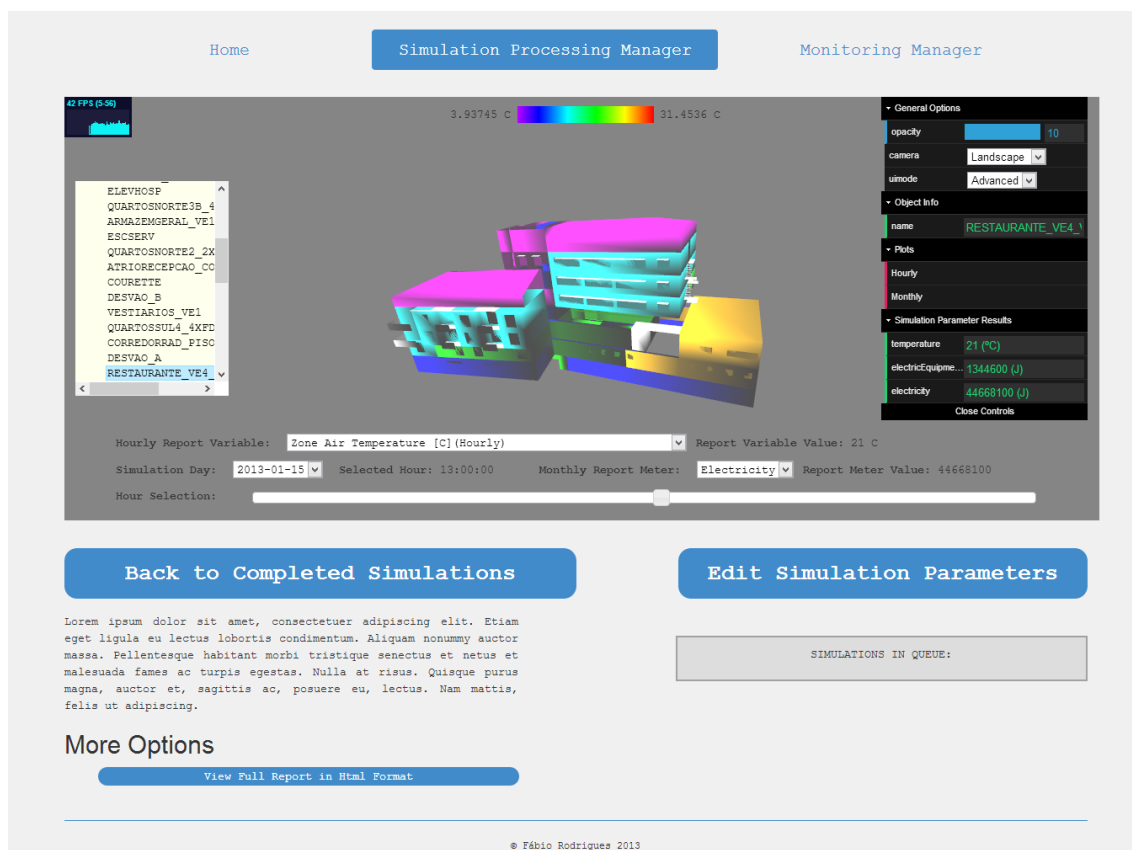 Home
Simulation Processing Manager
Monitoring Manager
42 FPS (5-56)
3.93745 C
31.4536 C
ELEVHOSP
QUARTOSNORTE3B_4
ARMAZEMGERAL_VE1
ESCSERV
QUARTOSNORTE2_2X
ATRIORECEPCAO_CO
COURETTE
DESVAO_B
VESTIARIOS_VE1
QUARTOSSUL4_4XFD
CORREDORRAD_PISO
DESVAO_A
RESTAURANTE_VE4_
General Options
opacity 10
camera Landscape
uimode Advanced
Object Info
name RESTAURANTE_VE4_
Plots
Hourly
Monthly
Simulation Parameter Results
temperature 21 (ºC)
electricEquipme... 1344600 (J)
electricity 44668100 (J)
Close Controls
Hourly Report Variable: Zone Air Temperature [C](Hourly) Report Variable Value: 21 C
Simulation Day: 2013-01-15 Selected Hour: 13:00:00 Monthly Report Meter: Electricity Report Meter Value: 44668100
Hour Selection:
Back to Completed Simulations
Lorem ipsum dolor sit amet, consectetuer adipiscing elit. Etiam
eget ligula eu lectus lobortis condimentum. Aliquam nonummy auctor
massa. Pellentesque habitant morbi tristique senectus et netus et
malesuada fames ac turpis egestas. Nulla at risus. Quisque purus
magna, auctor et, sagittis ac, posuere eu, lectus. Nam mattis,
felis ut adipiscing.
More Options
View Full Report in Html Format
Edit Simulation Parameters
SIMULATIONS IN QUEUE:
© Fábio Rodrigues 2013